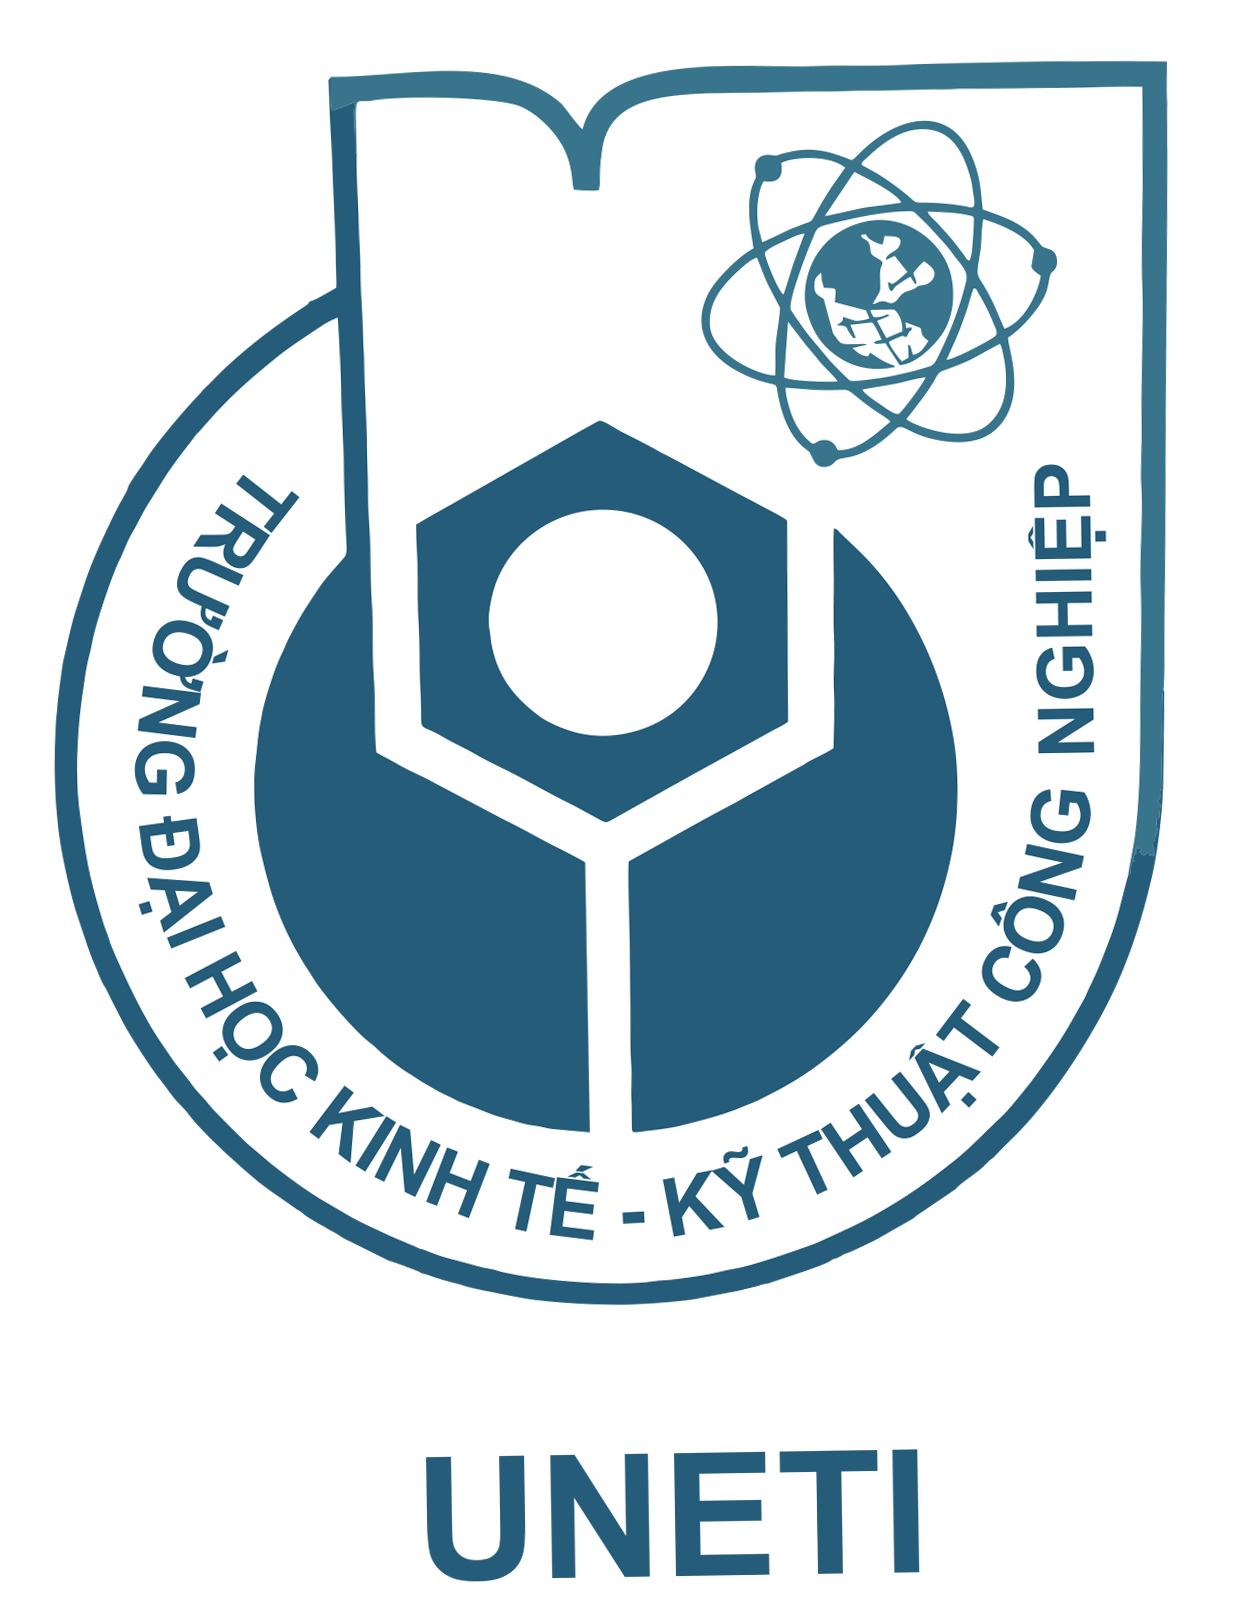 TRƯỜNG ĐẠI HỌC KINH TẾ - KỸ THUẬT CÔNG NGHIỆP
UNETI